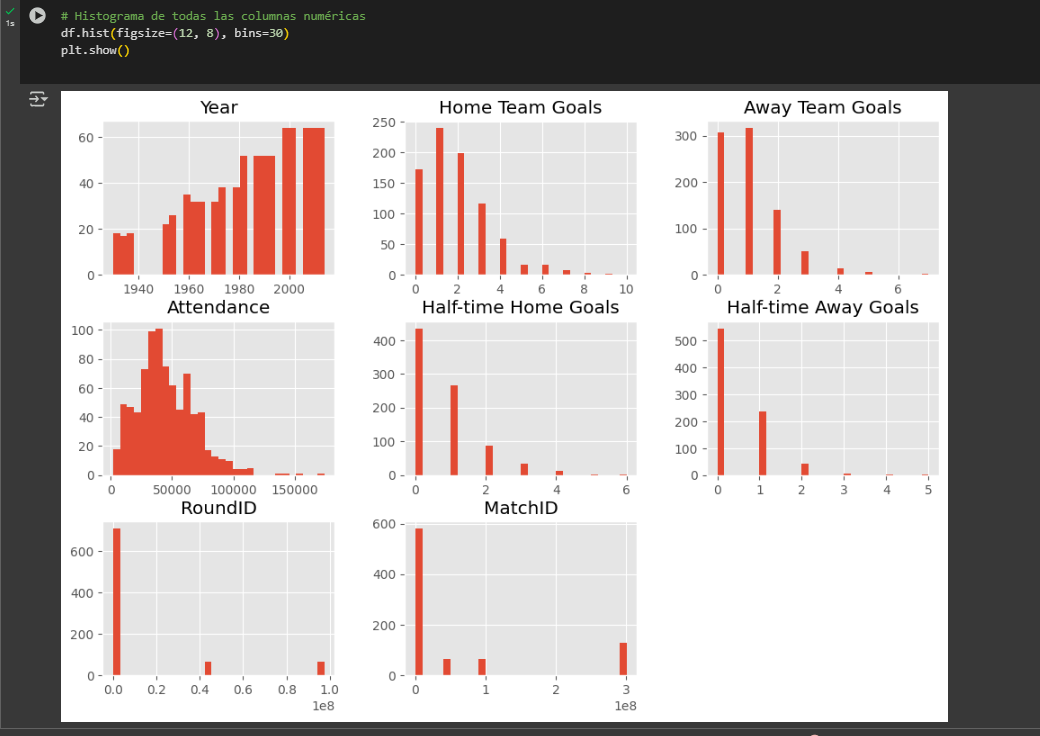 1s
# Histograma de todas las columnas numéricas
df.hist(figsize=(12, 8), bins=30)
plt.show()
Year
Home Team Goals
Away Team Goals
60
40
20
0
1940 1960 1980 2000
250
200
150
100
50
0
0 2 4 6 8 10
300
200
100
0
0 2 4 6
Attendance
Half-time Home Goals
Half-time Away Goals
100
80
60
40
20
0
0 50000 100000 150000
400
300
200
100
0
0 2 4 6
500
400
300
200
100
0
0 1 2 3 4 5
RoundID
MatchID
600
400
200
0
0.0 0.2 0.4 0.6 0.8 1.0
1e8
600
400
200
0
0 1 2 3
1e8